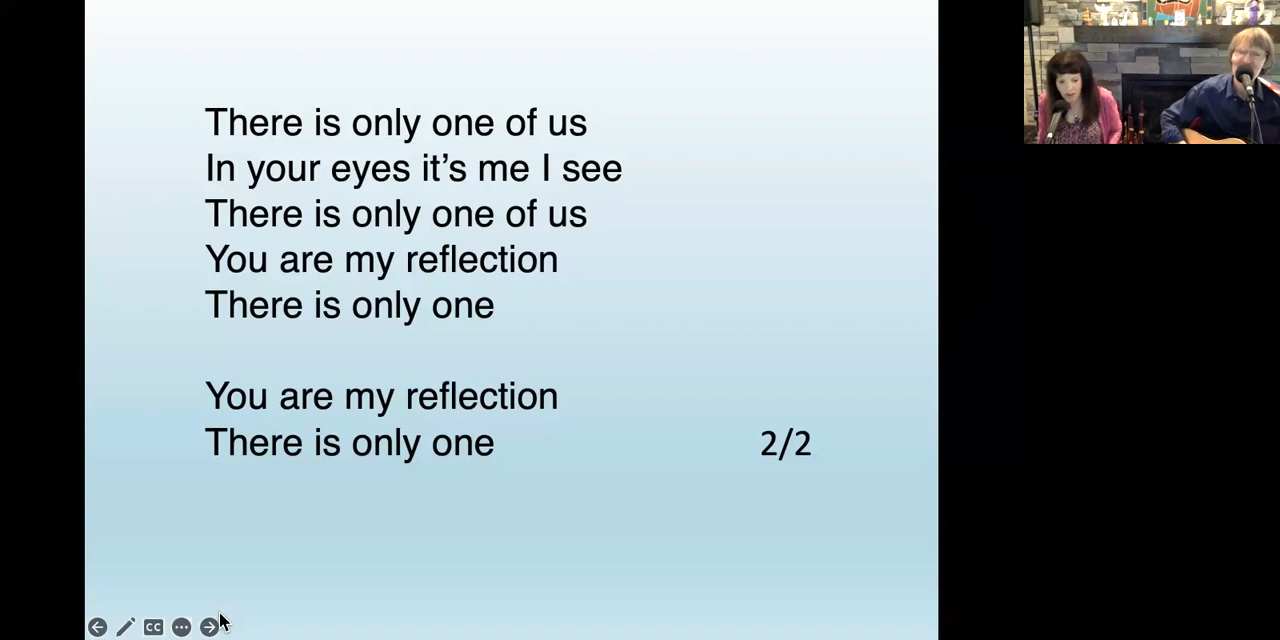 There is only one of us
In your eyes it’s me I see
There is only one of us
You are my reflection
There is only one
You are my reflection
There is only one
2/2
CC